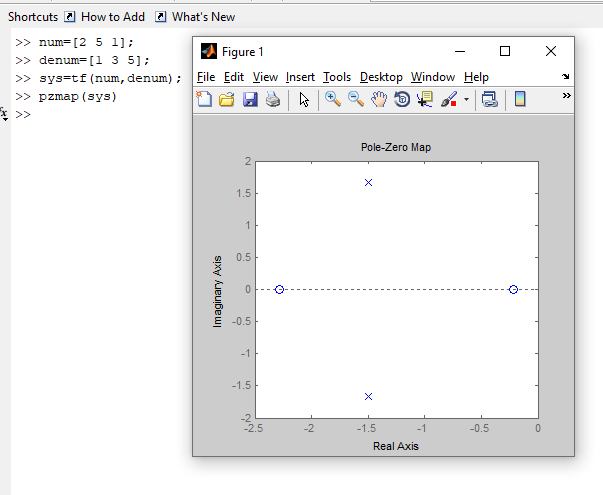 Shortcuts How to Add What's New
>> num=[2 5 1];
>> denum=[1 3 5];
>> sys=tf(num,denum);
>> pzmap(sys)
>>
Figure 1
File Edit View Insert Tools Desktop Window Help
Pole-Zero Map
2
1.5
1
0.5
0
-0.5
-1
-1.5
-2
Imaginary Axis
-2.5 -2 -1.5 -1 -0.5 0
Real Axis